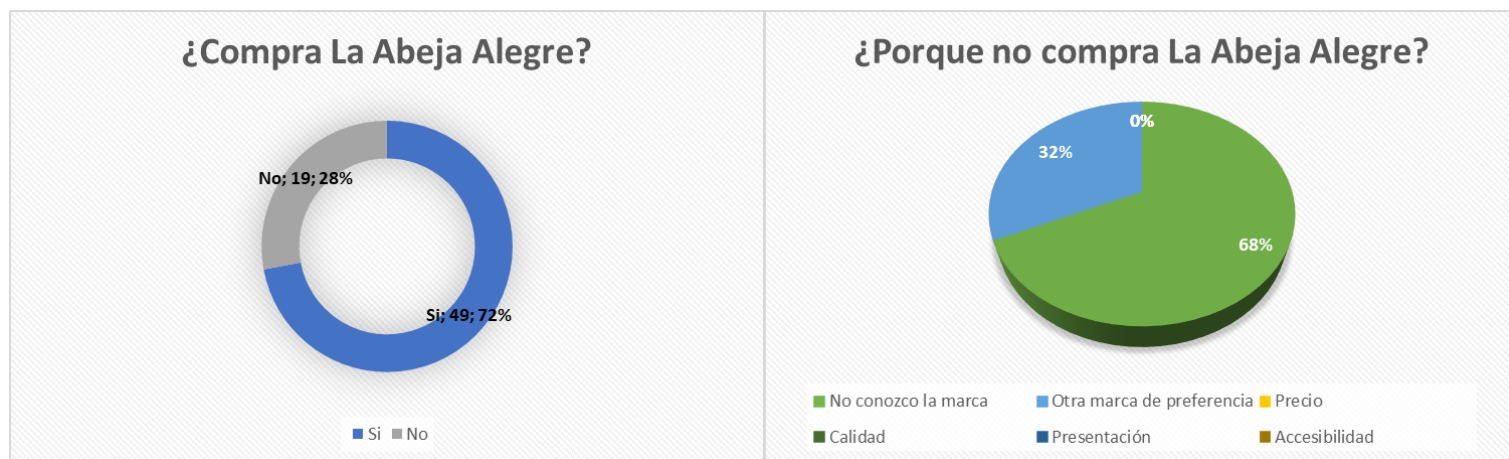 ¿Compra La Abeja Alegre?
No; 19; 28%
Si; 49; 72%
Si No
¿Porque no compra La Abeja Alegre?
0%
32%
68%
No conozco la marca Otra marca de preferencia Precio
Calidad Presentación Accesibilidad